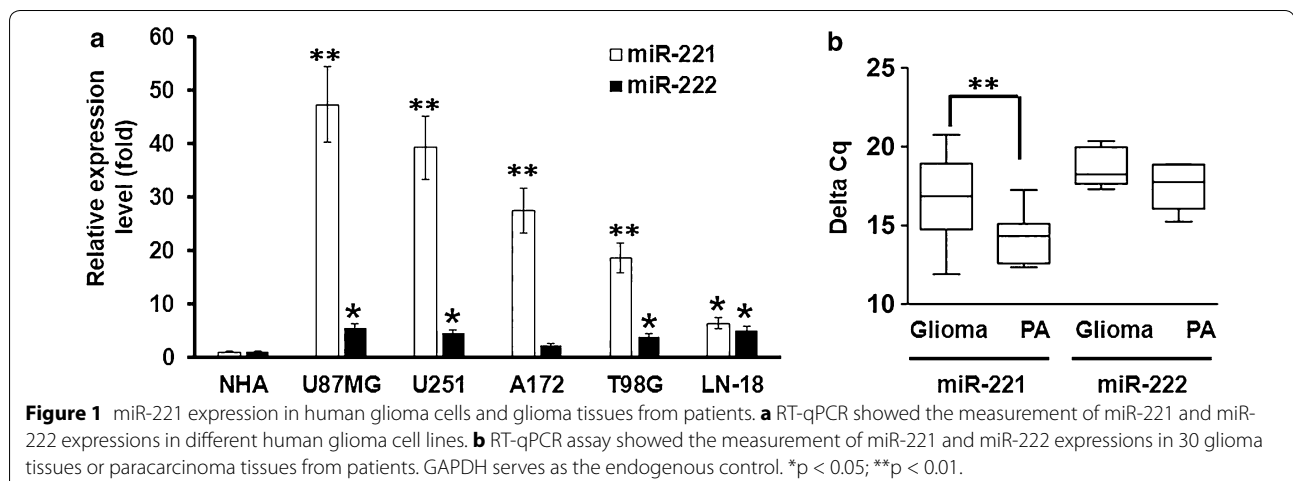 a
60
50
40
30
20
10
0
Relative expression
level (fold)
miR-221
miR-222
**
**
**
**
*
*
*
*
*
NHA U87MG U251 A172 T98G LN-18
b
25
20
15
10
Delta Cq
**
Glioma PA Glioma PA
miR-221 miR-222
Figure 1 miR-221 expression in human glioma cells and glioma tissues from patients. a RT-qPCR showed the measurement of miR-221 and miR-
222 expressions in different human glioma cell lines. b RT-qPCR assay showed the measurement of miR-221 and miR-222 expressions in 30 glioma
tissues or paracarcinoma tissues from patients. GAPDH serves as the endogenous control. *p < 0.05; **p < 0.01.